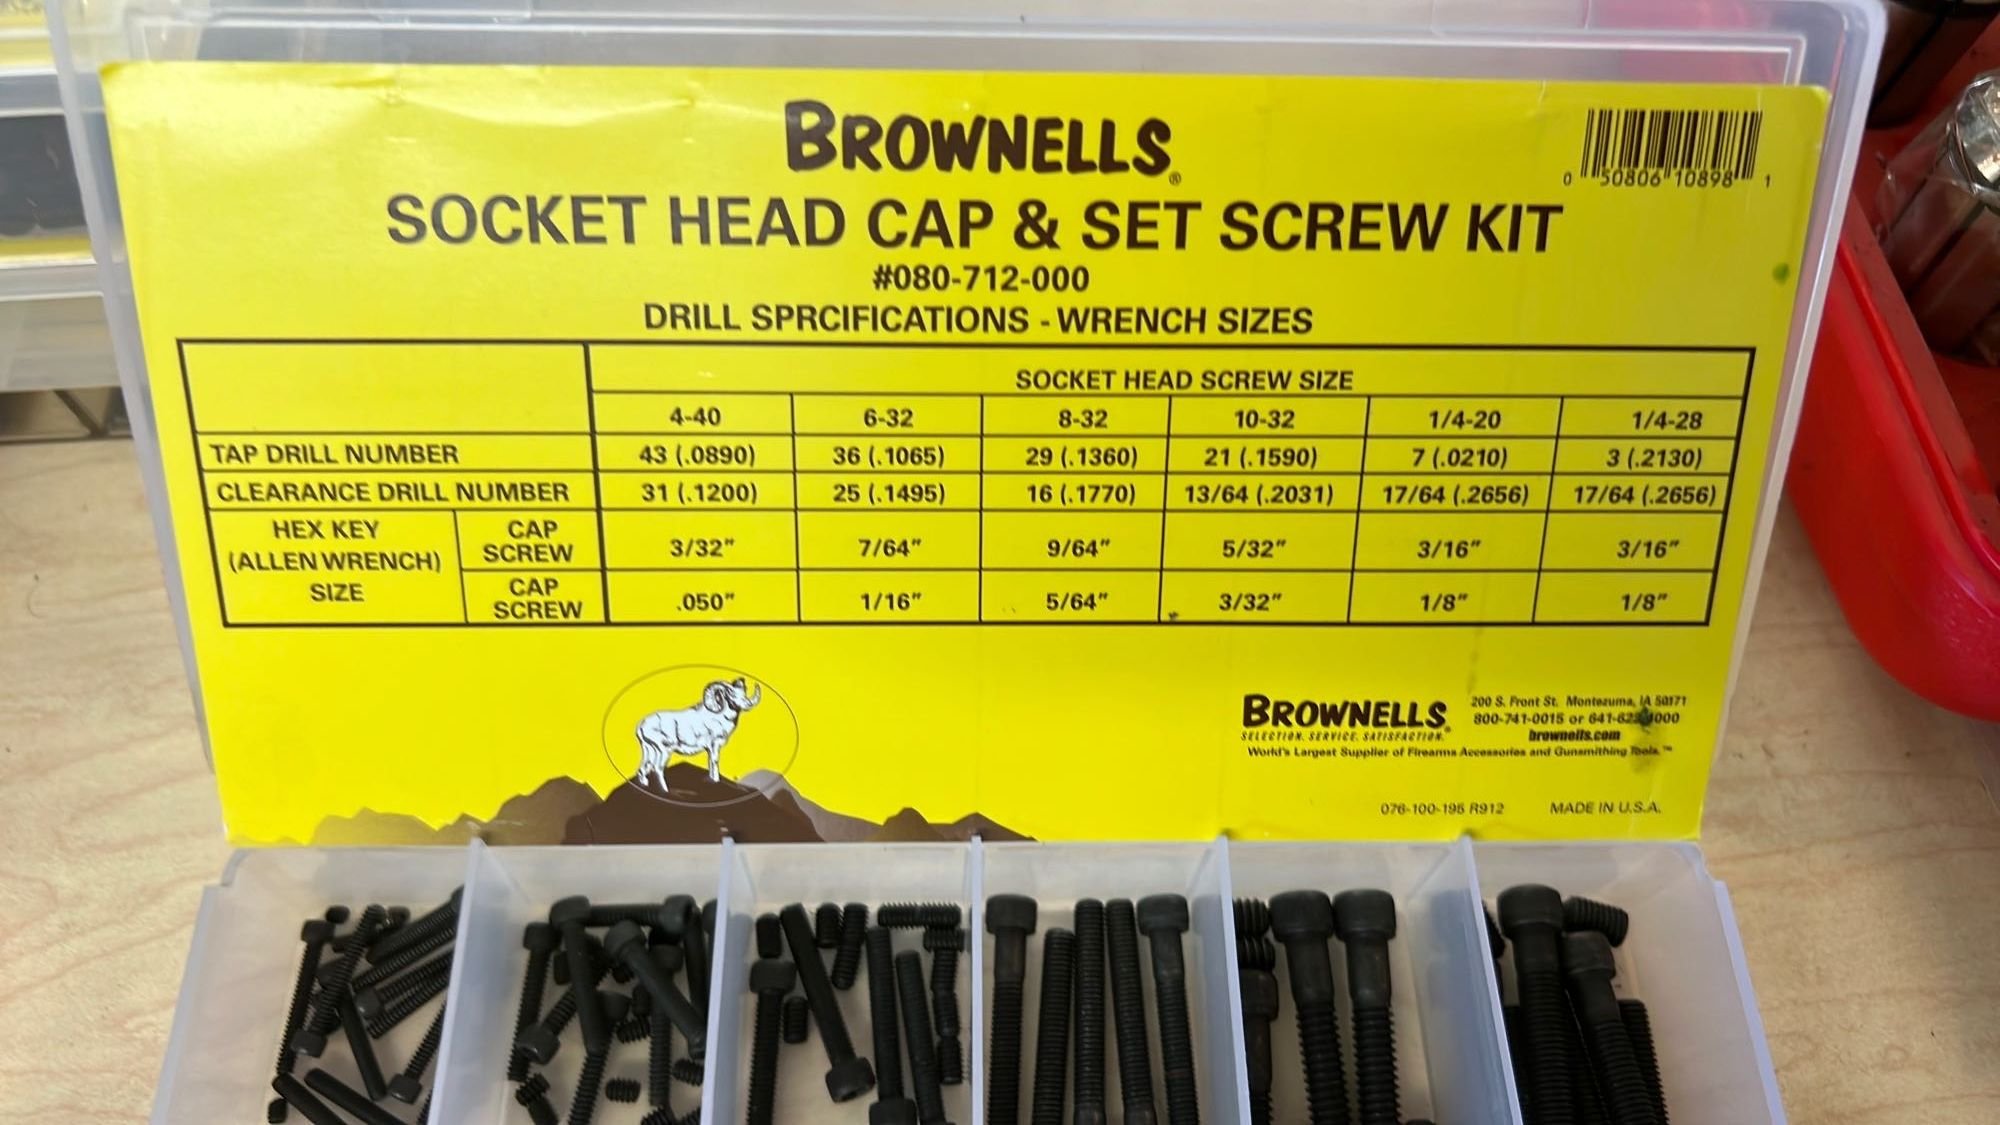 BROWNELLS®
0 50806 10898 1
SOCKET HEAD CAP & SET SCREW KIT
#080-712-000
DRILL SPRCIFICATIONS - WRENCH SIZES
SOCKET HEAD SCREW SIZE
4-40 6-32 8-32 10-32 1/4-20 1/4-28
TAP DRILL NUMBER 43 (.0890) 36 (.1065) 29 (.1360) 21 (.1590) 7 (.0210) 3 (.2130)
CLEARANCE DRILL NUMBER 31 (.1200) 25 (.1495) 16 (.1770) 13/64 (.2031) 17/64 (.2656) 17/64 (.2656)
HEX KEY
(ALLEN WRENCH)
SIZE
CAP
SCREW
3/32" 7/64" 9/64" 5/32" 3/16" 3/16"
CAP
SCREW
.050" 1/16" 5/64" 3/32" 1/8" 1/8"
BROWNELLS®
SELECTION. SERVICE. SATISFACTION.
200 S. Front St. Montezuma, IA 50171
800-741-0015 or
brownells.com
World's Largest Supplier of Firearms Accessories and Gunsmithing Tools.™
076-100-195 R912 MADE IN U.S.A.